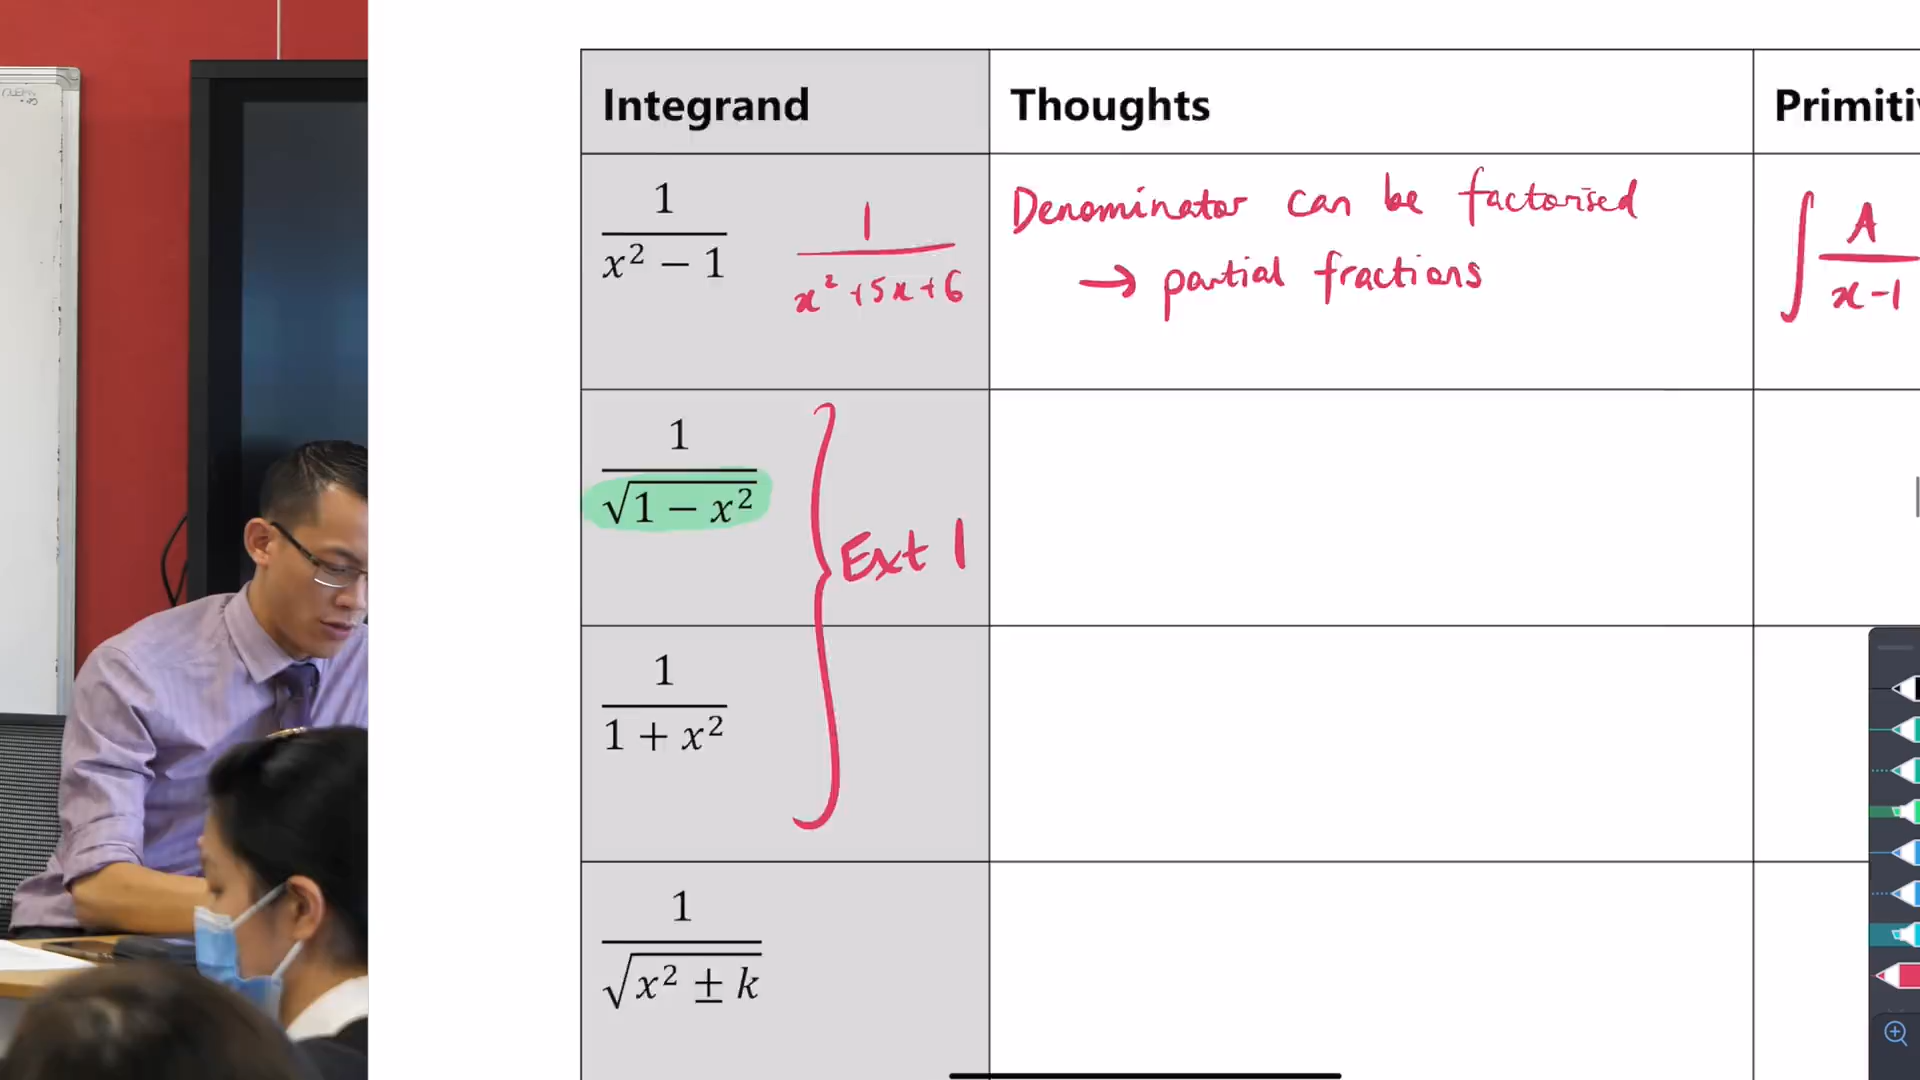 Integrand Thoughts Primiti
1
x² − 1
1
x² + 5x + 6
Denominator can be factorised
→ partial fractions
∫ A
x - 1
1
√1 − x²
Ext 1
1
1 + x²
1
√x² ± k